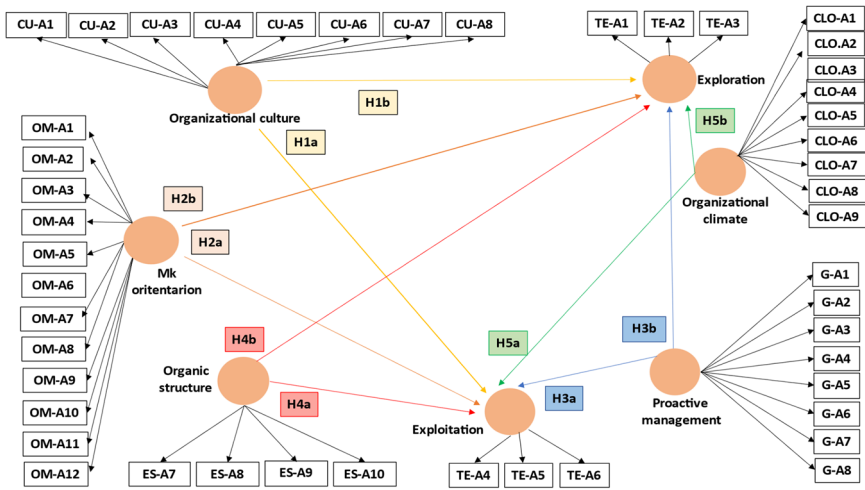 CU-A1
CU-A2
CU-A3
CU-A4
CU-A5
CU-A6
CU-A7
CU-A8
TE-A1
TE-A2
TE-A3
CLO-A1
CLO.A2
CLO.A3
CLO-A4
CLO-A5
CLO-A6
CLO-A7
CLO-A8
CLO-A9
Organizational culture
Exploration
H1b
H1a
H5b
Organizational
climate
OM-A1
OM-A2
OM-A3
OM-A4
OM-A5
OM-A6
OM-A7
OM-A8
OM-A9
OM-A10
OM-A11
OM-A12
H2b
H2a
Mk
oritentarion
G-A1
G-A2
G-A3
G-A4
G-A5
G-A6
G-A7
G-A8
H4b
H5a
H3b
Organic
structure
H4a
H3a
Exploitation
Proactive
management
ES-A7
ES-A8
ES-A9
ES-A10
TE-A4
TE-A5
TE-A6